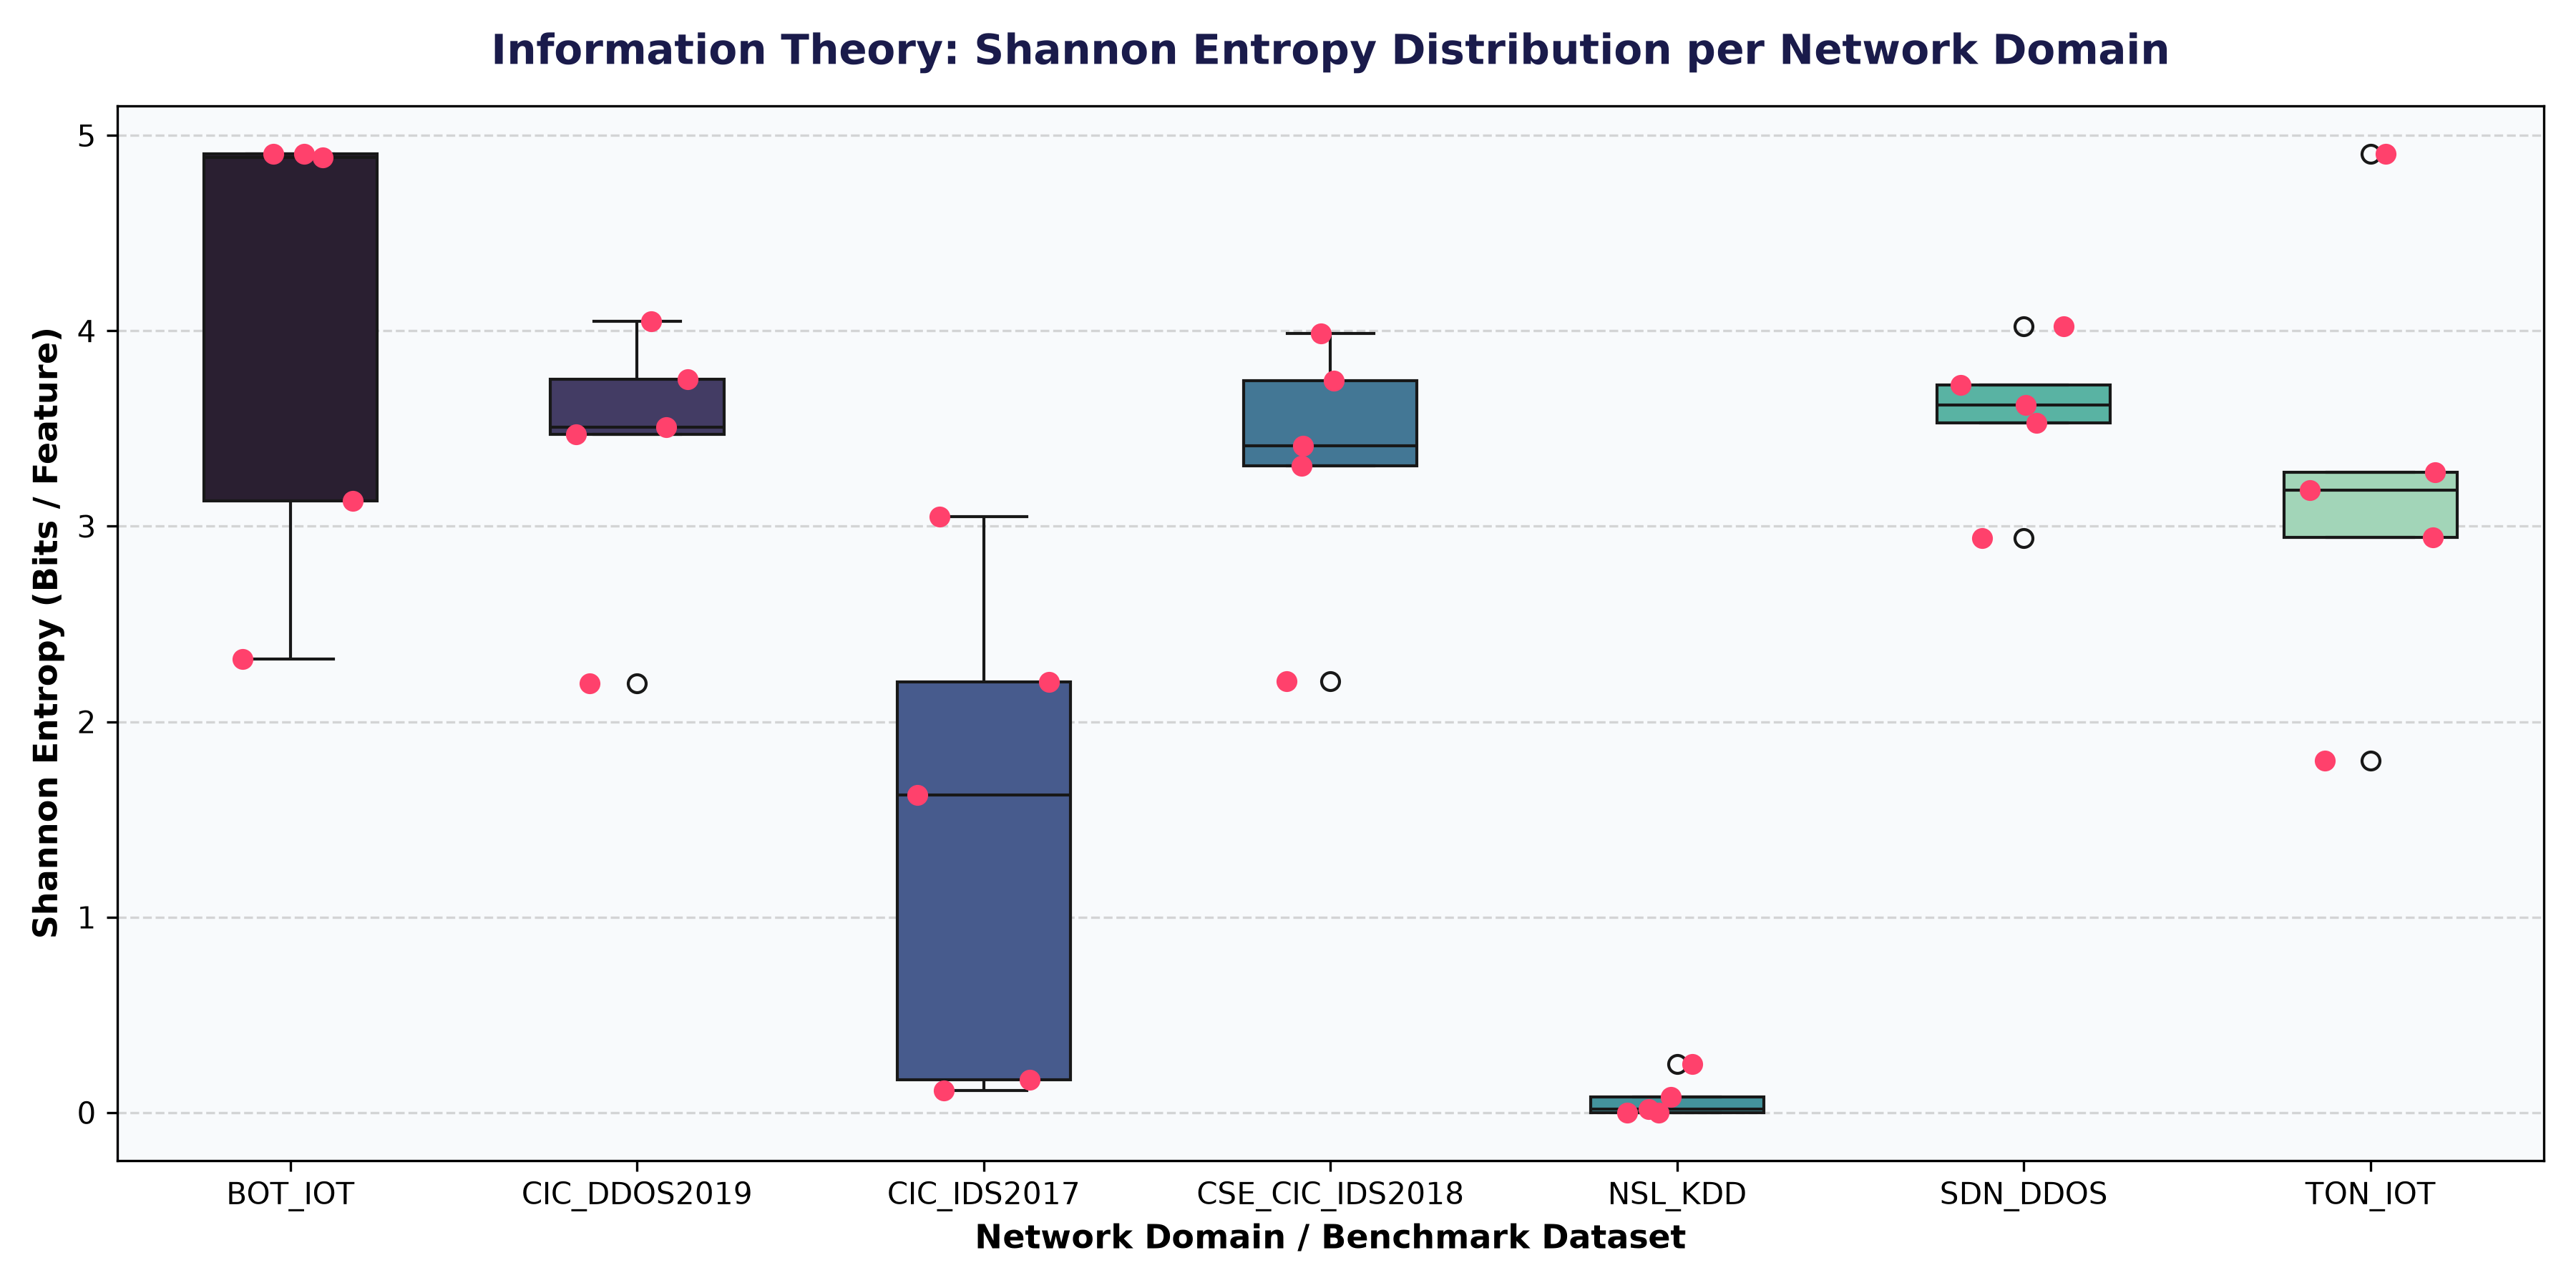 Information Theory: Shannon Entropy Distribution per Network Domain
Shannon Entropy (Bits / Feature)
5
4
3
2
1
0
BOT_IOT CIC_DDOS2019 CIC_IDS2017 CSE_CIC_IDS2018 NSL_KDD SDN_DDOS TON_IOT
Network Domain / Benchmark Dataset